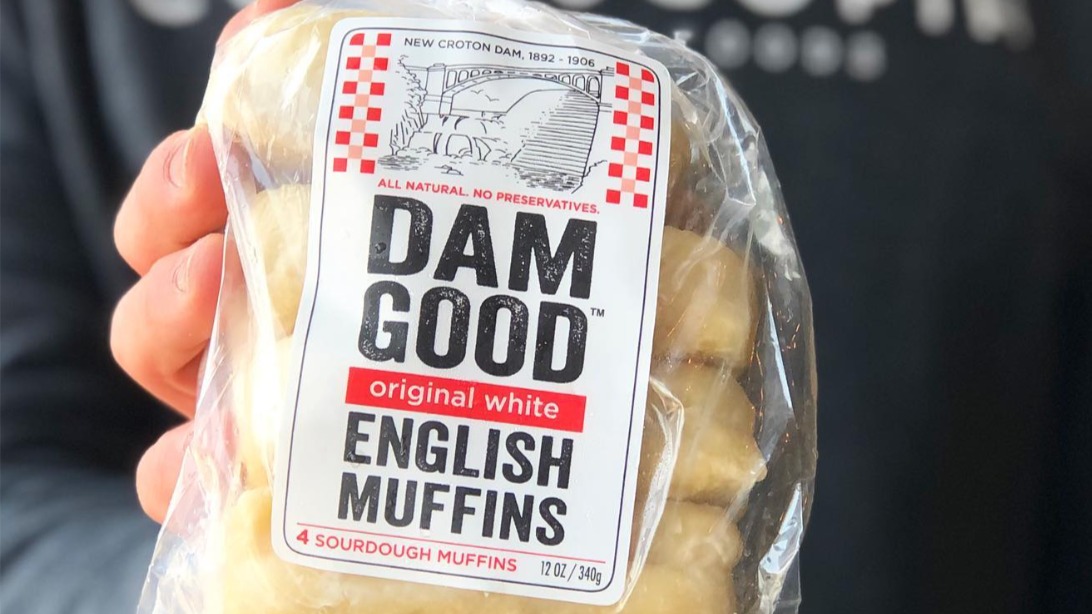 FOODS
NEW CROTON DAM, 1892 - 1906
ALL NATURAL. NO PRESERVATIVES.
DAM
GOOD™
original white
ENGLISH
MUFFINS
4 SOURDOUGH MUFFINS
12 OZ / 340g